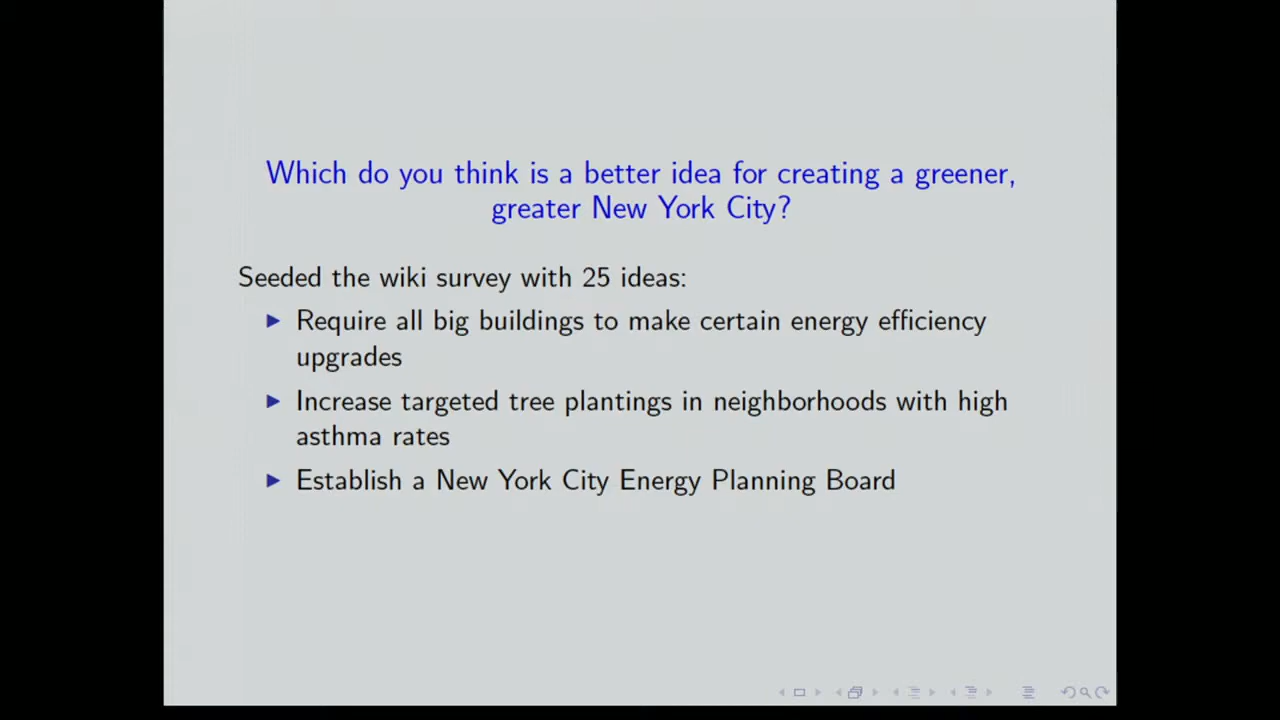 Which do you think is a better idea for creating a greener,
greater New York City?
Seeded the wiki survey with 25 ideas:
Require all big buildings to make certain energy efficiency
upgrades
Increase targeted tree plantings in neighborhoods with high
asthma rates
Establish a New York City Energy Planning Board